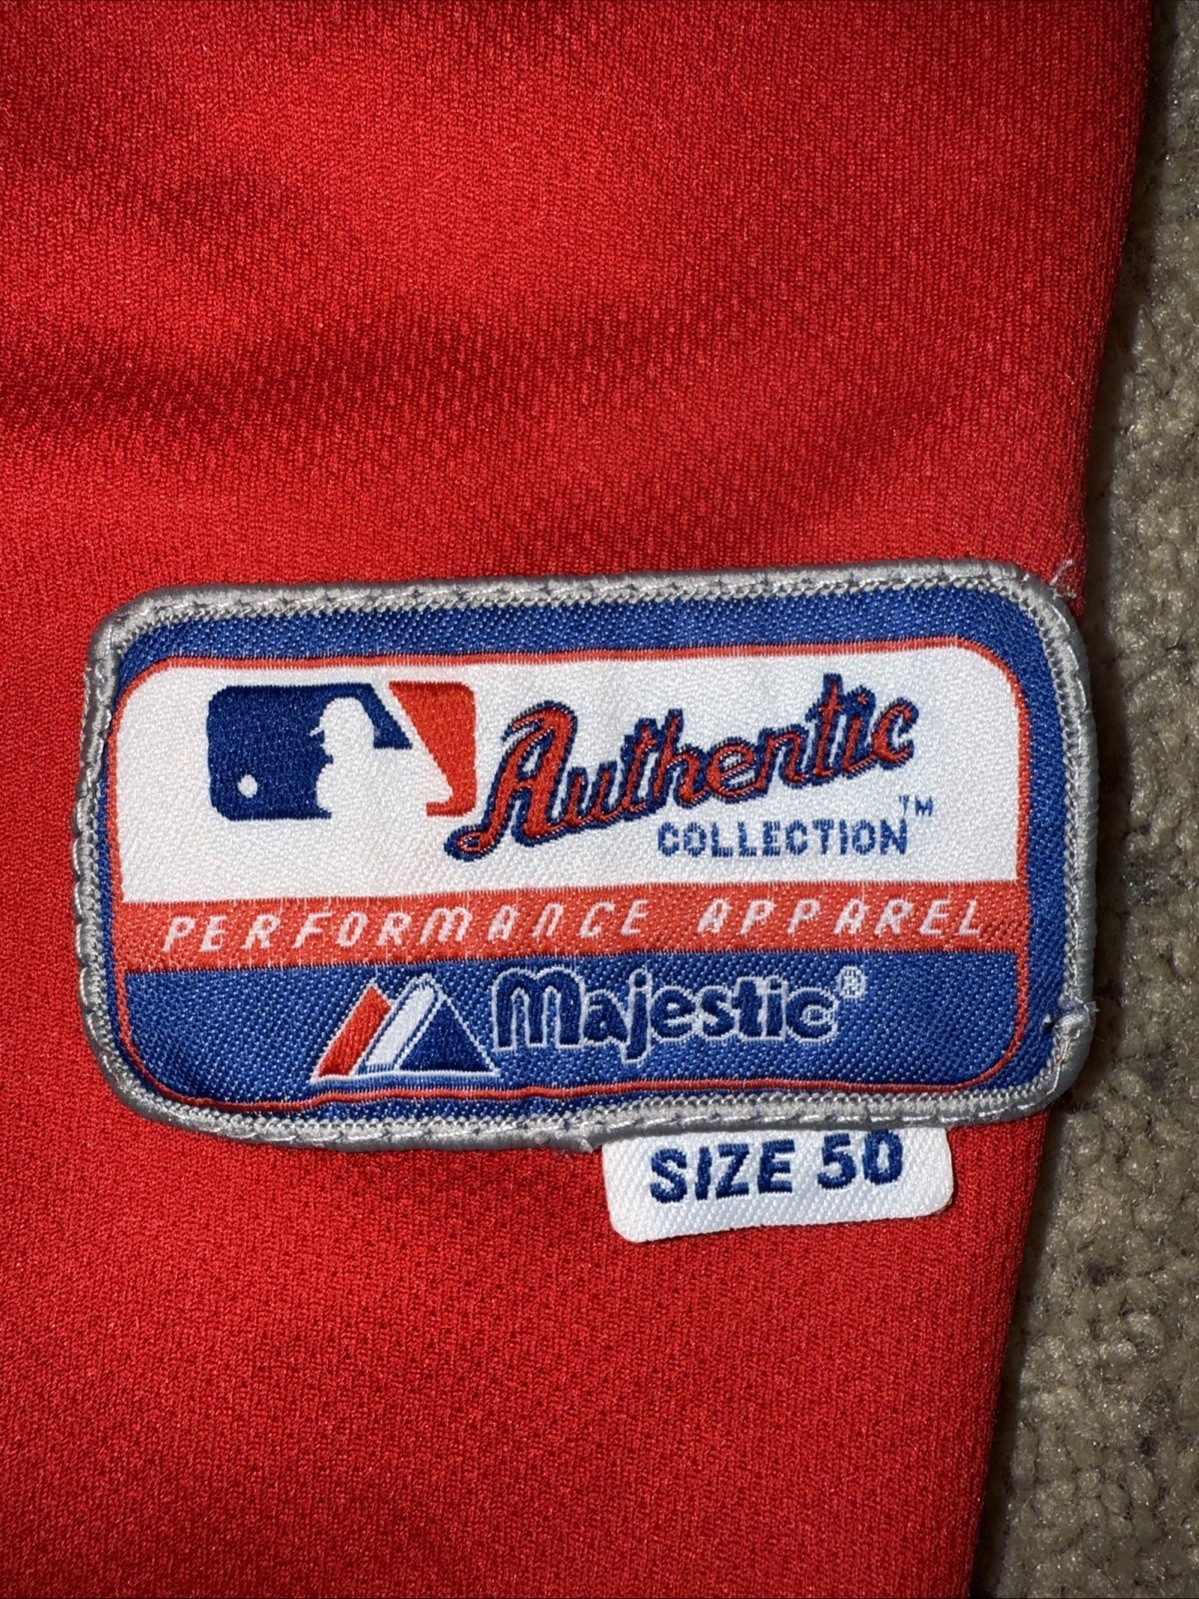 Authentic
COLLECTION™
PERFORMANCE APPAREL
Majestic®
SIZE 50